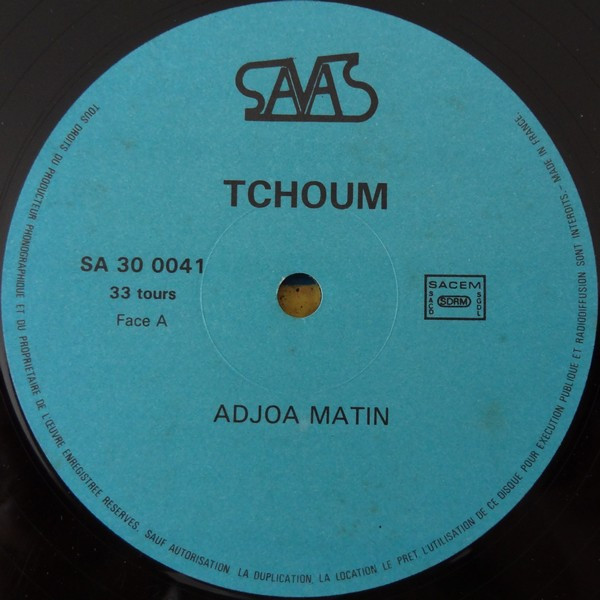 SAVAS
TCHOUM
SA 30 0041
33 tours
Face A
SACEM
SACD
SDRM
SGDL
ADJOA MATIN
TOUS DROITS DU PRODUCTEUR PHONOGRAPHIQUE ET DU PROPRIETAIRE DE L'ŒUVRE ENREGISTREE RESERVES. SAUF AUTORISATION, LA DUPLICATION, LA LOCATION, LE PRET, L'UTILISATION DE CE DISQUE POUR EXECUTION PUBLIQUE ET RADIODIFFUSION SONT INTERDITS - MADE IN FRANCE